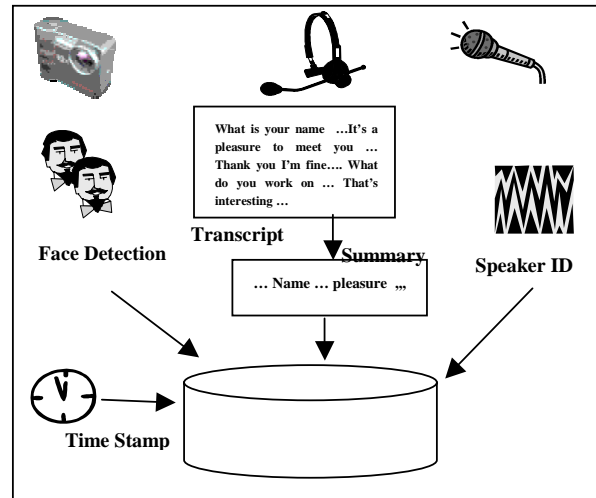 What is your name …It's a
pleasure to meet you …
Thank you I'm fine…. What
do you work on … That's
interesting …
Transcript
Summary
Face Detection
Speaker ID
… Name … pleasure „,
Time Stamp